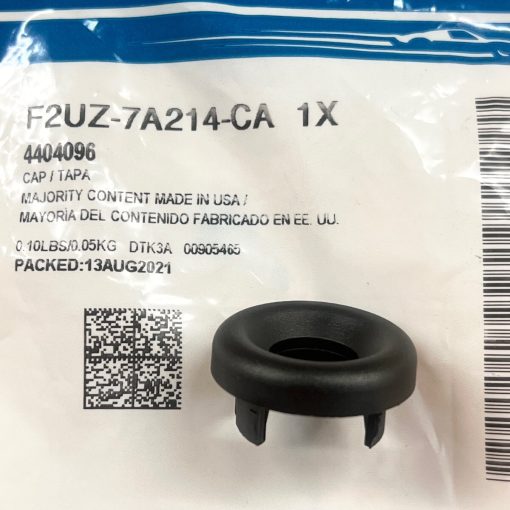 F2UZ-7A214-CA 1X
4404096
CAP / TAPA
MAJORITY CONTENT MADE IN USA /
MAYORÍA DEL CONTENIDO FABRICADO EN EE. UU.
0.10LBS/0.05KG DTK3A 00905465
PACKED:13AUG2021